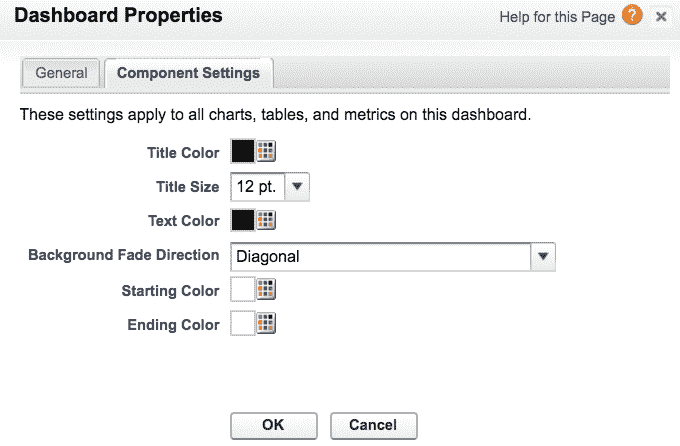 Dashboard Properties
Help for this Page ? ×
General
Component Settings
These settings apply to all charts, tables, and metrics on this dashboard.
Title Color
Title Size 12 pt.
Text Color
Background Fade Direction Diagonal
Starting Color
Ending Color
OK Cancel